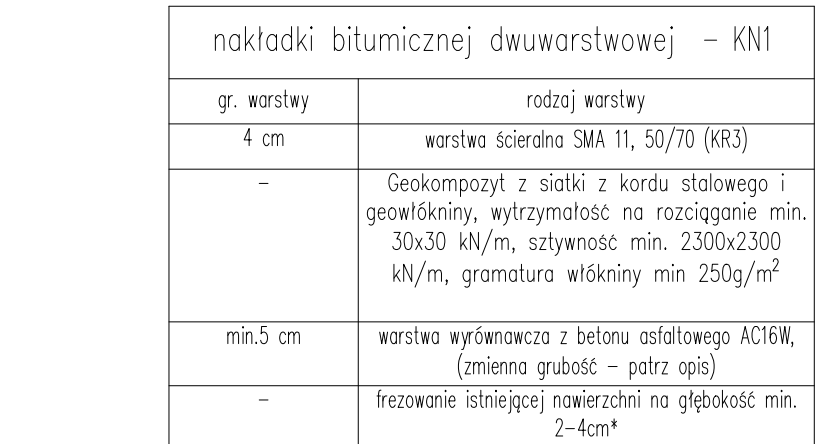 nakładki bitumicznej dwuwarstwowej – KN1
gr. warstwy
rodzaj warstwy
4 cm
warstwa ścieralna SMA 11, 50/70 (KR3)
–
Geokompozyt z siatki z kordu stalowego i
geowłókniny, wytrzymałość na rozciąganie min.
30x30 kN/m, sztywność min. 2300x2300
kN/m, gramatura włókniny min 250g/m²
min.5 cm
warstwa wyrównawcza z betonu asfaltowego AC16W,
(zmienna grubość – patrz opis)
–
frezowanie istniejącej nawierzchni na głębokość min.
2–4cm*